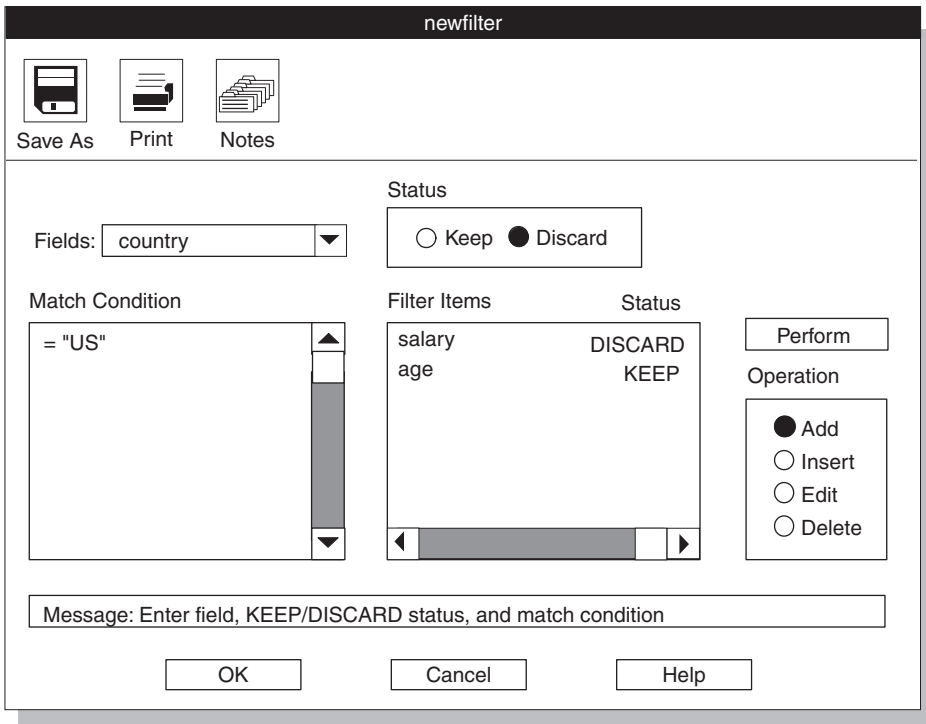 newfilter
Save As
Print
Notes
Status
Fields: country
Keep Discard
Match Condition
= "US"
Filter Items Status
salary DISCARD
age KEEP
Perform
Operation
Add
Insert
Edit
Delete
Message: Enter field, KEEP/DISCARD status, and match condition
OK
Cancel
Help